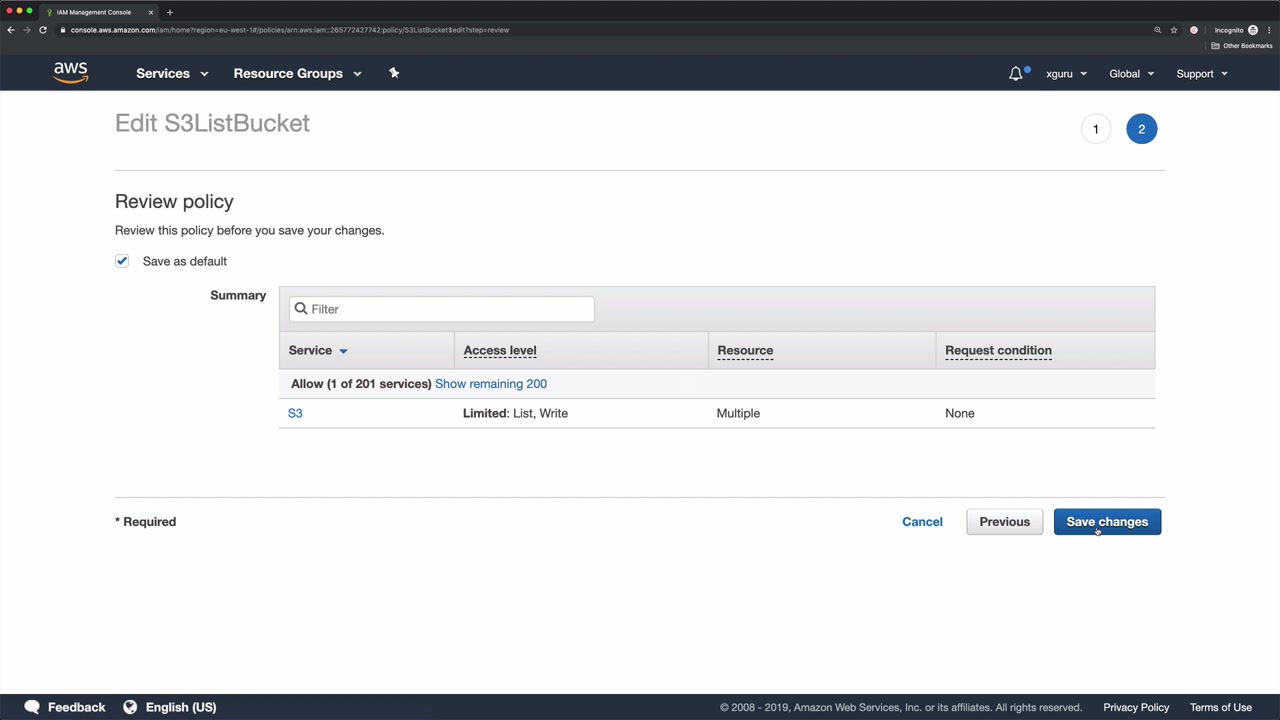 IAM Management Console
console.aws.amazon.com/iam/home?region=eu-west-1#/policies/arn:aws:iam::265772427742:policy/S3ListBucket$edit?step=review
Incognito
Other Bookmarks
aws
Services
Resource Groups
xguru
Global
Support
Edit S3ListBucket
1
2
Review policy
Review this policy before you save your changes.
Save as default
Summary
Filter
Service
Access level
Resource
Request condition
Allow (1 of 201 services) Show remaining 200
S3
Limited: List, Write
Multiple
None
* Required
Cancel
Previous
Save changes
Feedback
English (US)
© 2008 - 2019, Amazon Web Services, Inc. or its affiliates. All rights reserved.
Privacy Policy
Terms of Use